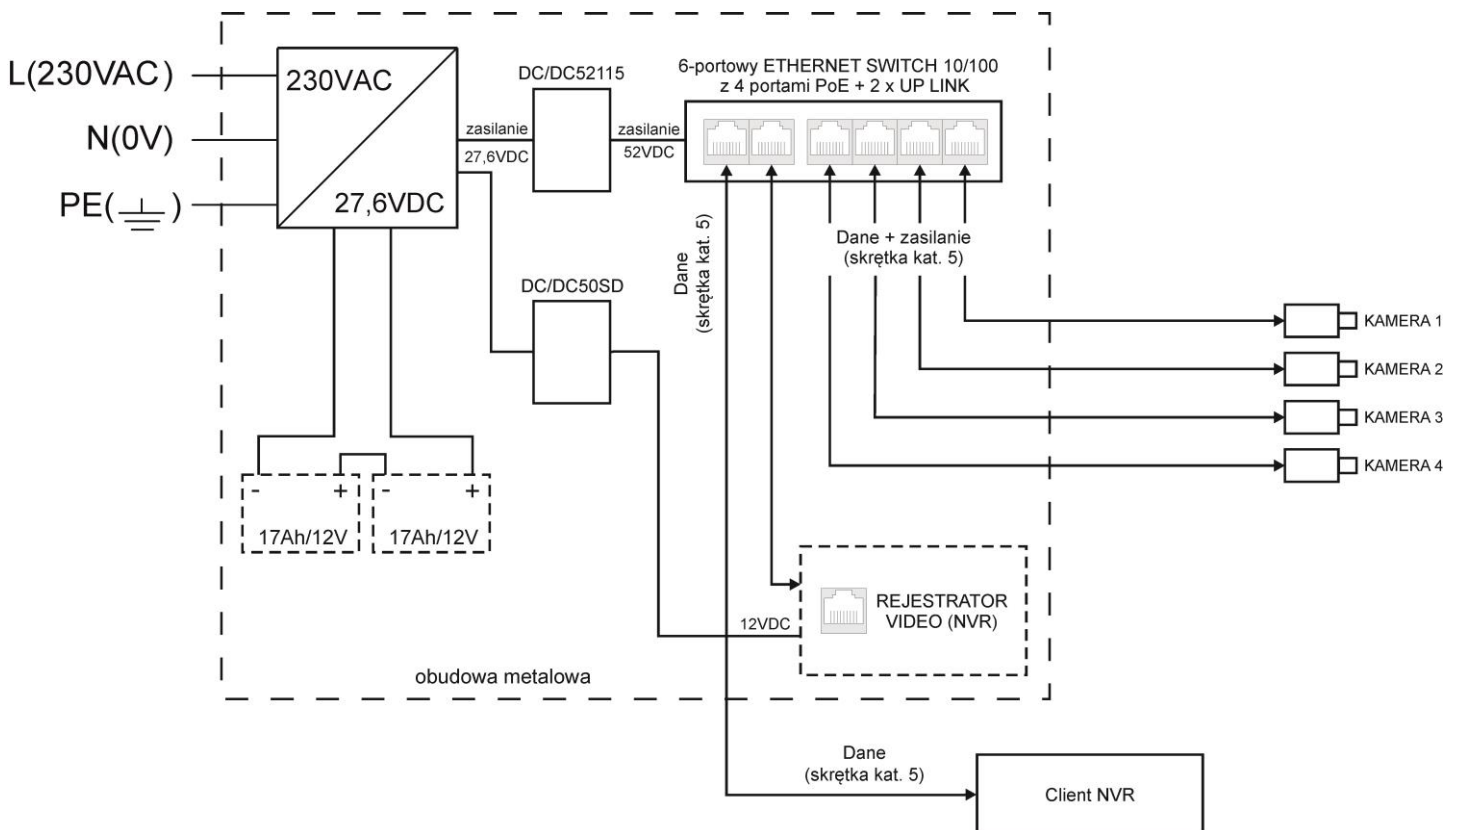 L(230VAC)
N(0V)
PE( )
230VAC
27,6VDC
DC/DC52115
zasilanie
27,6VDC
zasilanie
52VDC
6-portowy ETHERNET SWITCH 10/100
z 4 portami PoE + 2 x UP LINK
Dane
(skrętka kat. 5)
Dane + zasilanie
(skrętka kat. 5)
DC/DC50SD
KAMERA 1
KAMERA 2
KAMERA 3
KAMERA 4
- +
17Ah/12V
- +
17Ah/12V
12VDC
REJESTRATOR
VIDEO (NVR)
obudowa metalowa
Dane
(skrętka kat. 5)
Client NVR